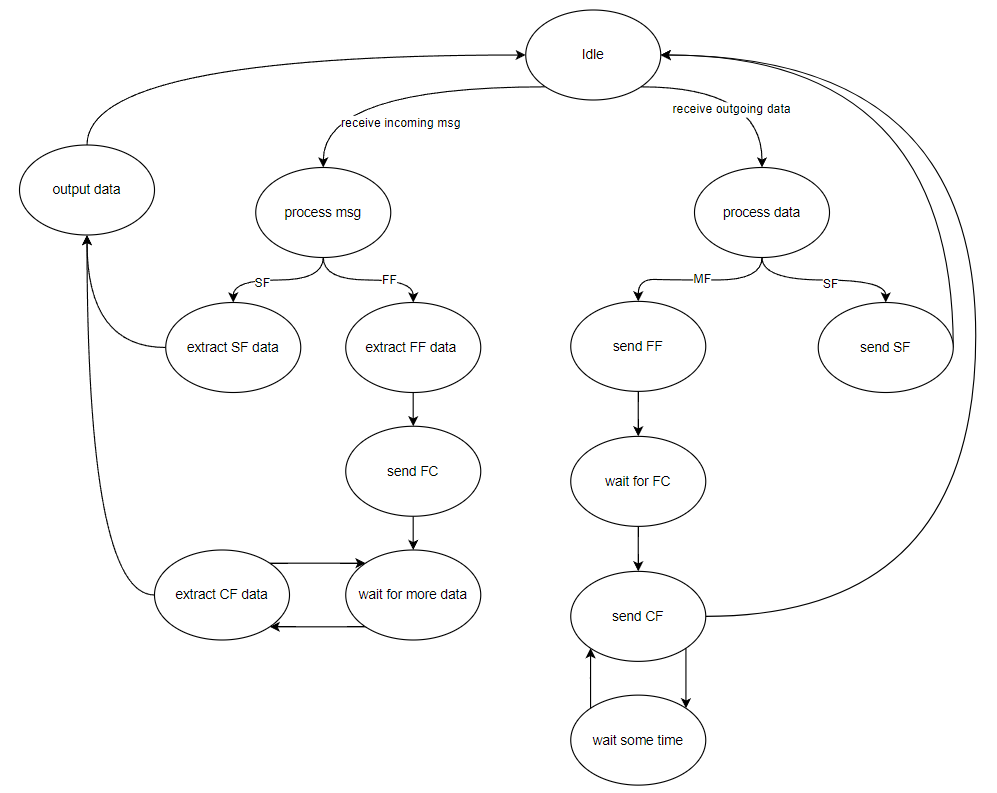 Idle
receive outgoing data
receive incoming msg
output data
process msg
process data
SF
FF
MF
SF
extract SF data
extract FF data
send FF
send SF
send FC
wait for FC
extract CF data
wait for more data
send CF
wait some time